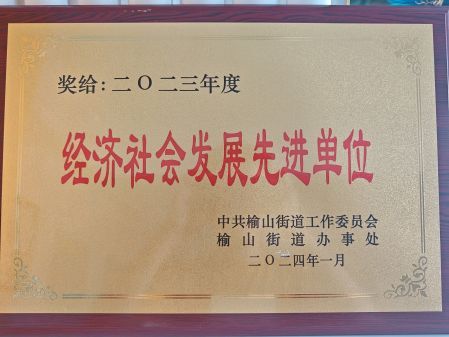 奖给：二〇二三年度
经济社会发展先进单位
中共榆山街道工作委员会
榆山街道办事处
二〇二四年一月